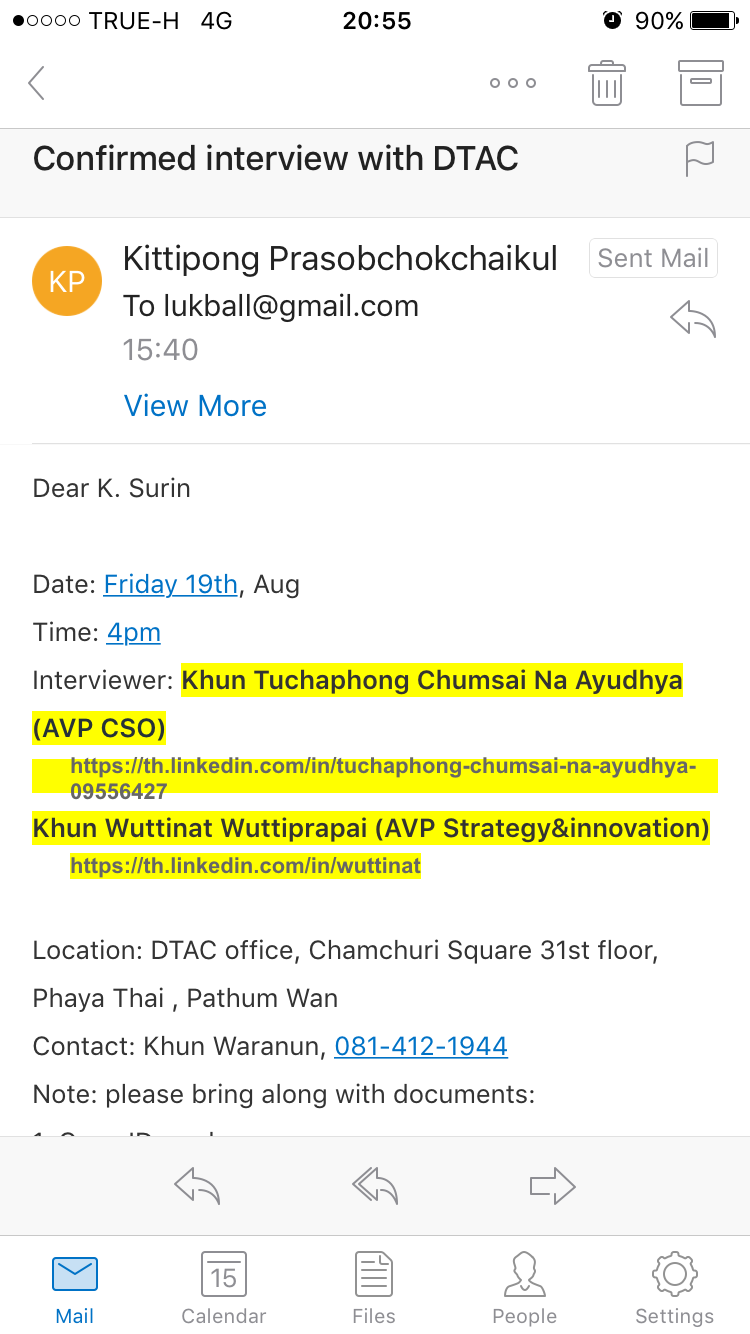 TRUE-H 4G 20:55 90%
Confirmed interview with DTAC
KP
Kittipong Prasobchokchaikul
Sent Mail
To lukball@gmail.com
15:40
View More
Dear K. Surin
Date: Friday 19th, Aug
Time: 4pm
Interviewer: Khun Tuchaphong Chumsai Na Ayudhya
(AVP CSO)
https://th.linkedin.com/in/tuchaphong-chumsai-na-ayudhya-
09556427
Khun Wuttinat Wuttiprapai (AVP Strategy&innovation)
https://th.linkedin.com/in/wuttinat
Location: DTAC office, Chamchuri Square 31st floor,
Phaya Thai , Pathum Wan
Contact: Khun Waranun, 081-412-1944
Note: please bring along with documents:
15
Mail Calendar Files People Settings